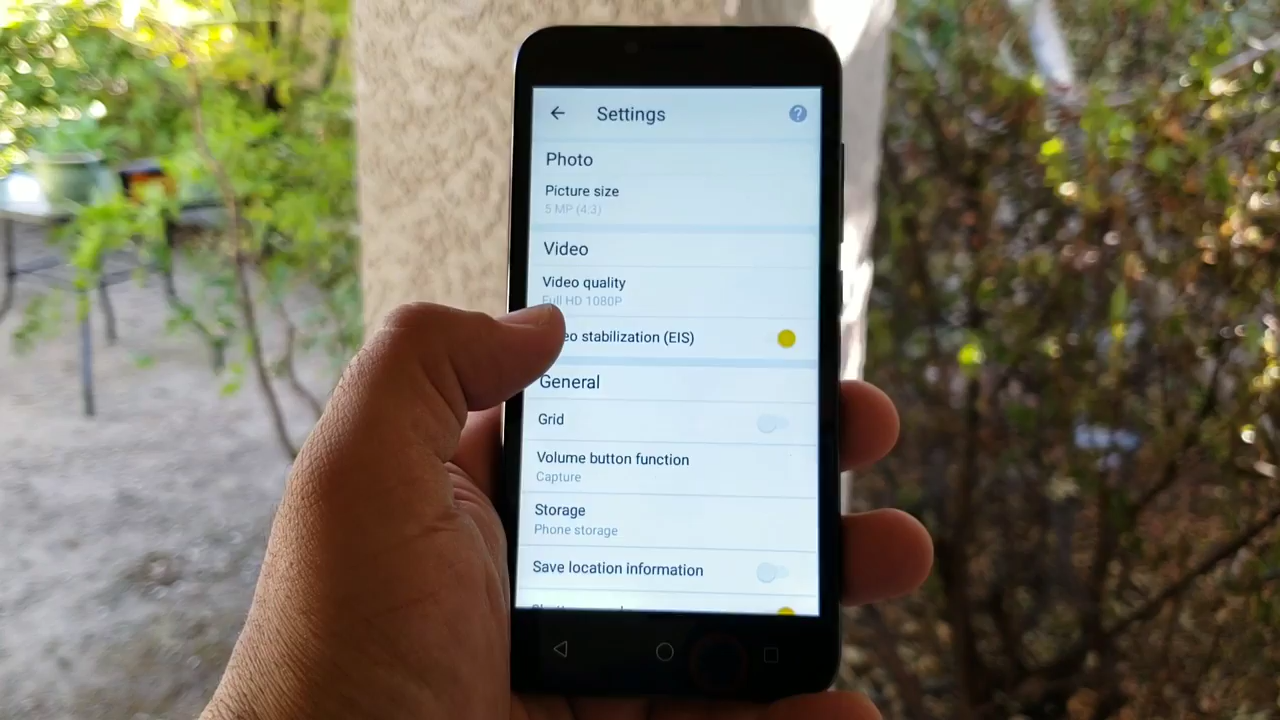 Settings
?
Photo
Picture size
5 MP (4:3)
Video
Video quality
Full HD 1080P
eo stabilization (EIS)
General
Grid
Volume button function
Capture
Storage
Phone storage
Save location information